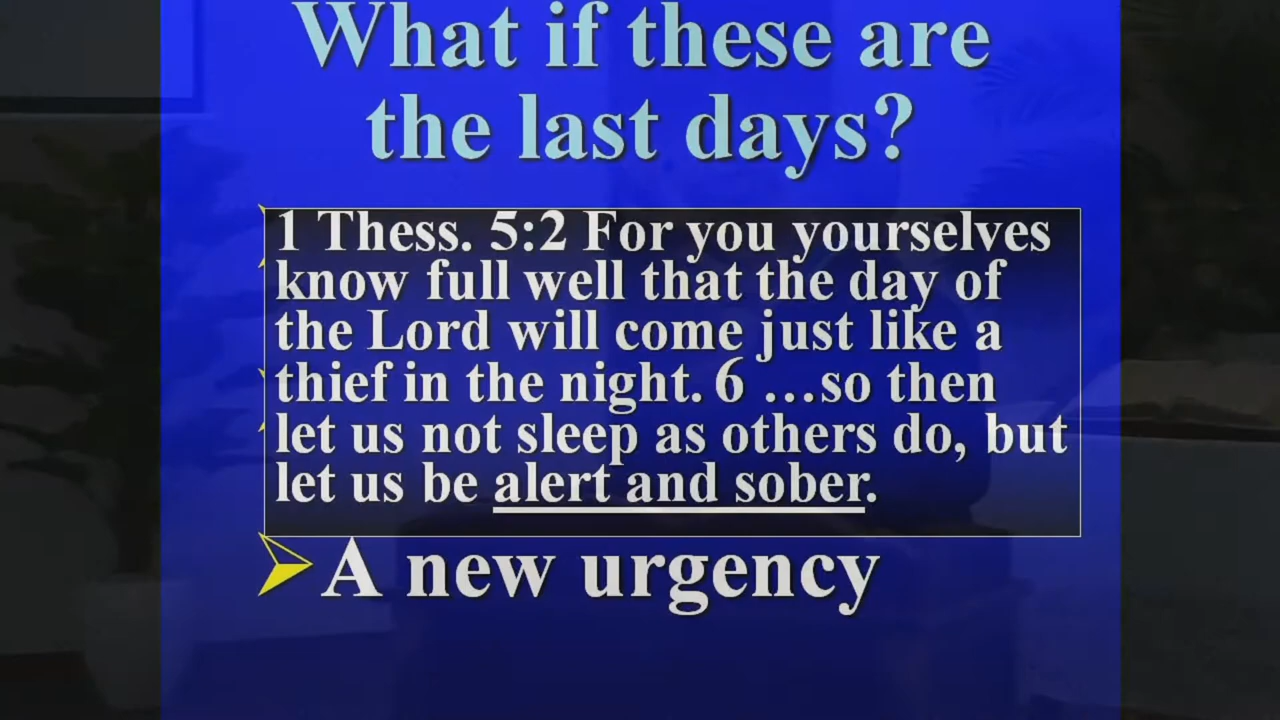 What if these are
the last days?
1 Thess. 5:2 For you yourselves
know full well that the day of
the Lord will come just like a
thief in the night. 6 …so then
let us not sleep as others do, but
let us be alert and sober.
A new urgency